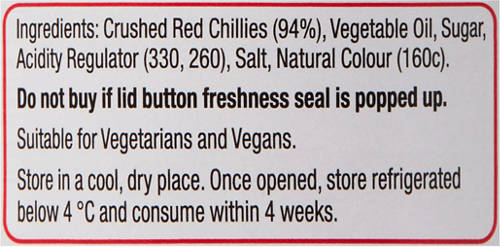 Ingredients: Crushed Red Chillies (94%), Vegetable Oil, Sugar,
Acidity Regulator (330, 260), Salt, Natural Colour (160c).
Do not buy if lid button freshness seal is popped up.
Suitable for Vegetarians and Vegans.
Store in a cool, dry place. Once opened, store refrigerated
below 4 °C and consume within 4 weeks.